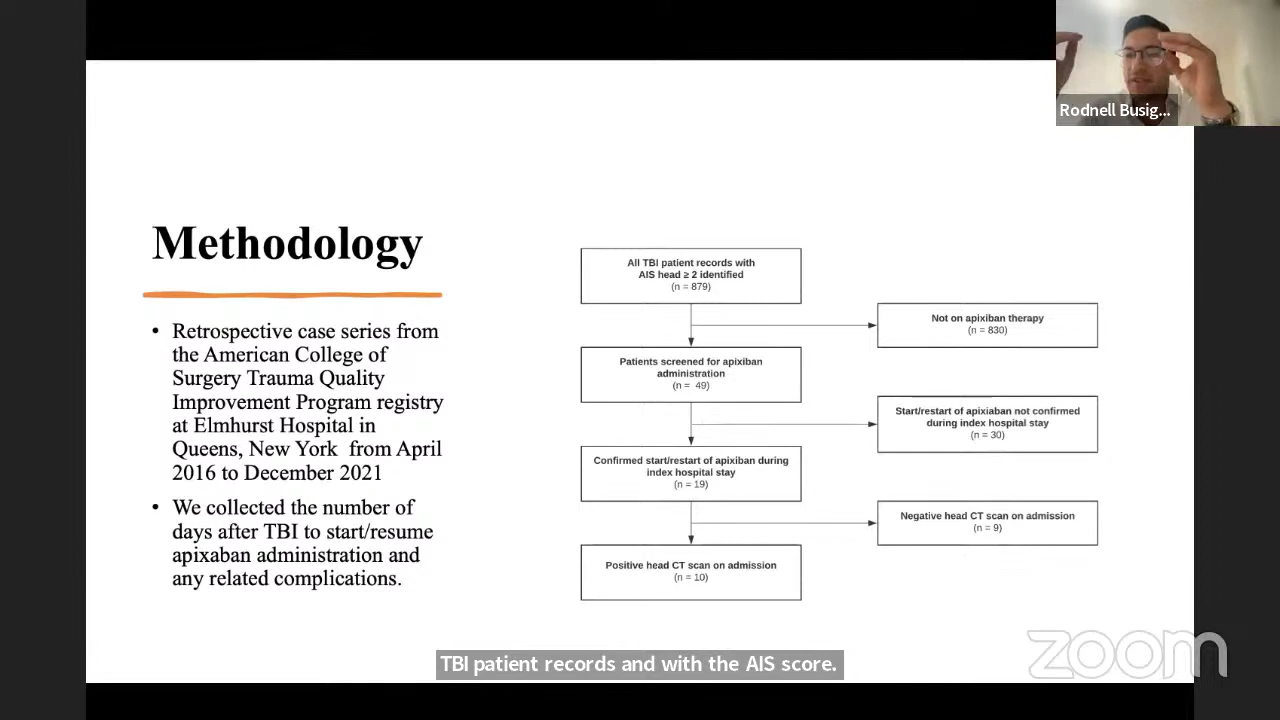 Rodnell Busig...
Methodology
• Retrospective case series from
the American College of
Surgery Trauma Quality
Improvement Program registry
at Elmhurst Hospital in
Queens, New York from April
2016 to December 2021
• We collected the number of
days after TBI to start/resume
apixaban administration and
any related complications.
All TBI patient records with
AIS head ≥ 2 identified
(n = 879)
Not on apixiban therapy
(n = 830)
Patients screened for apixiban
administration
(n = 49)
Start/restart of apixiaban not confirmed
during index hospital stay
(n = 30)
Confirmed start/restart of apixiban during
index hospital stay
(n = 19)
Negative head CT scan on admission
(n = 9)
Positive head CT scan on admission
(n = 10)
TBI patient records and with the AIS score.
zoom